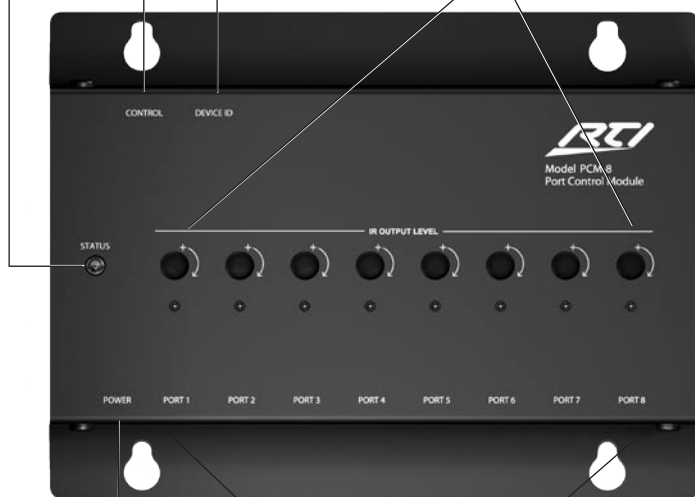 CONTROL DEVICE ID
RTI
Model PCM-8
Port Control Module
IR OUTPUT LEVEL
STATUS
+ + + + + + + +
POWER PORT 1 PORT 2 PORT 3 PORT 4 PORT 5 PORT 6 PORT 7 PORT 8